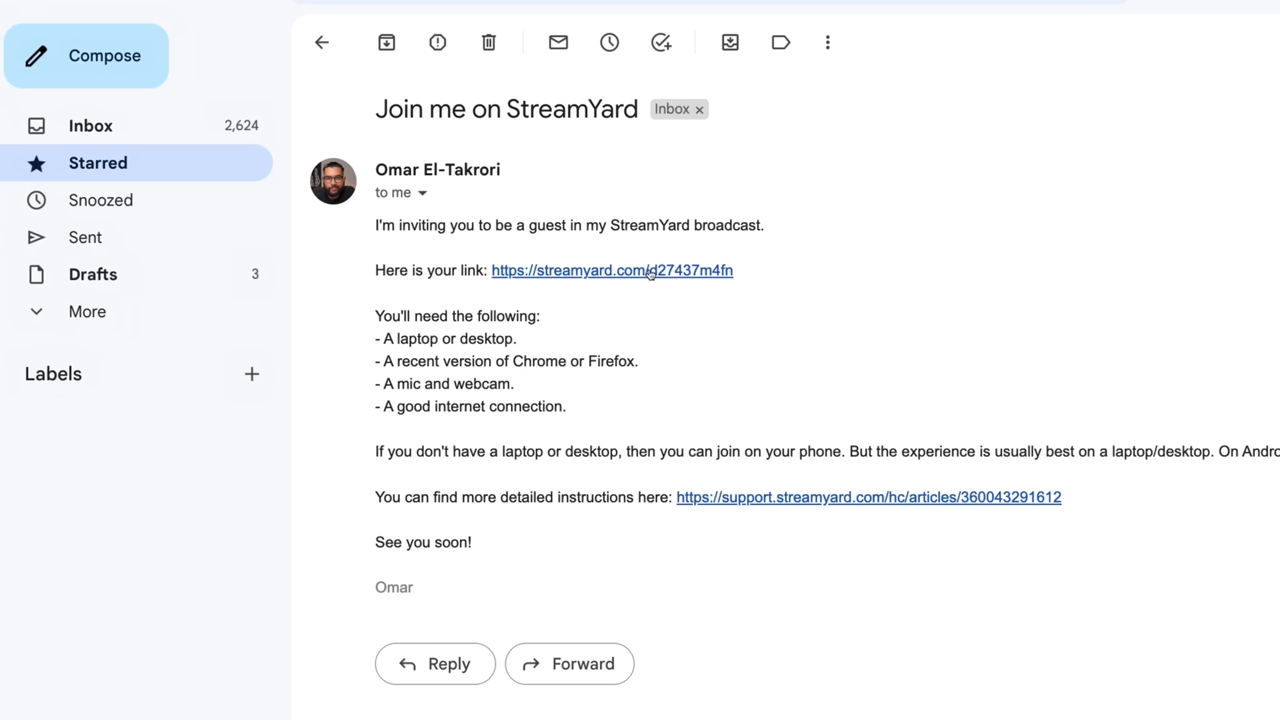 Compose
Inbox 2,624
Starred
Snoozed
Sent
Drafts 3
More
Labels
Join me on StreamYard Inbox ×
Omar El-Takrori
to me
I'm inviting you to be a guest in my StreamYard broadcast.
Here is your link: https://streamyard.com/d27437m4fn
You'll need the following:
- A laptop or desktop.
- A recent version of Chrome or Firefox.
- A mic and webcam.
- A good internet connection.
If you don't have a laptop or desktop, then you can join on your phone. But the experience is usually best on a laptop/desktop. On Andro
You can find more detailed instructions here: https://support.streamyard.com/hc/articles/360043291612
See you soon!
Omar
Reply Forward